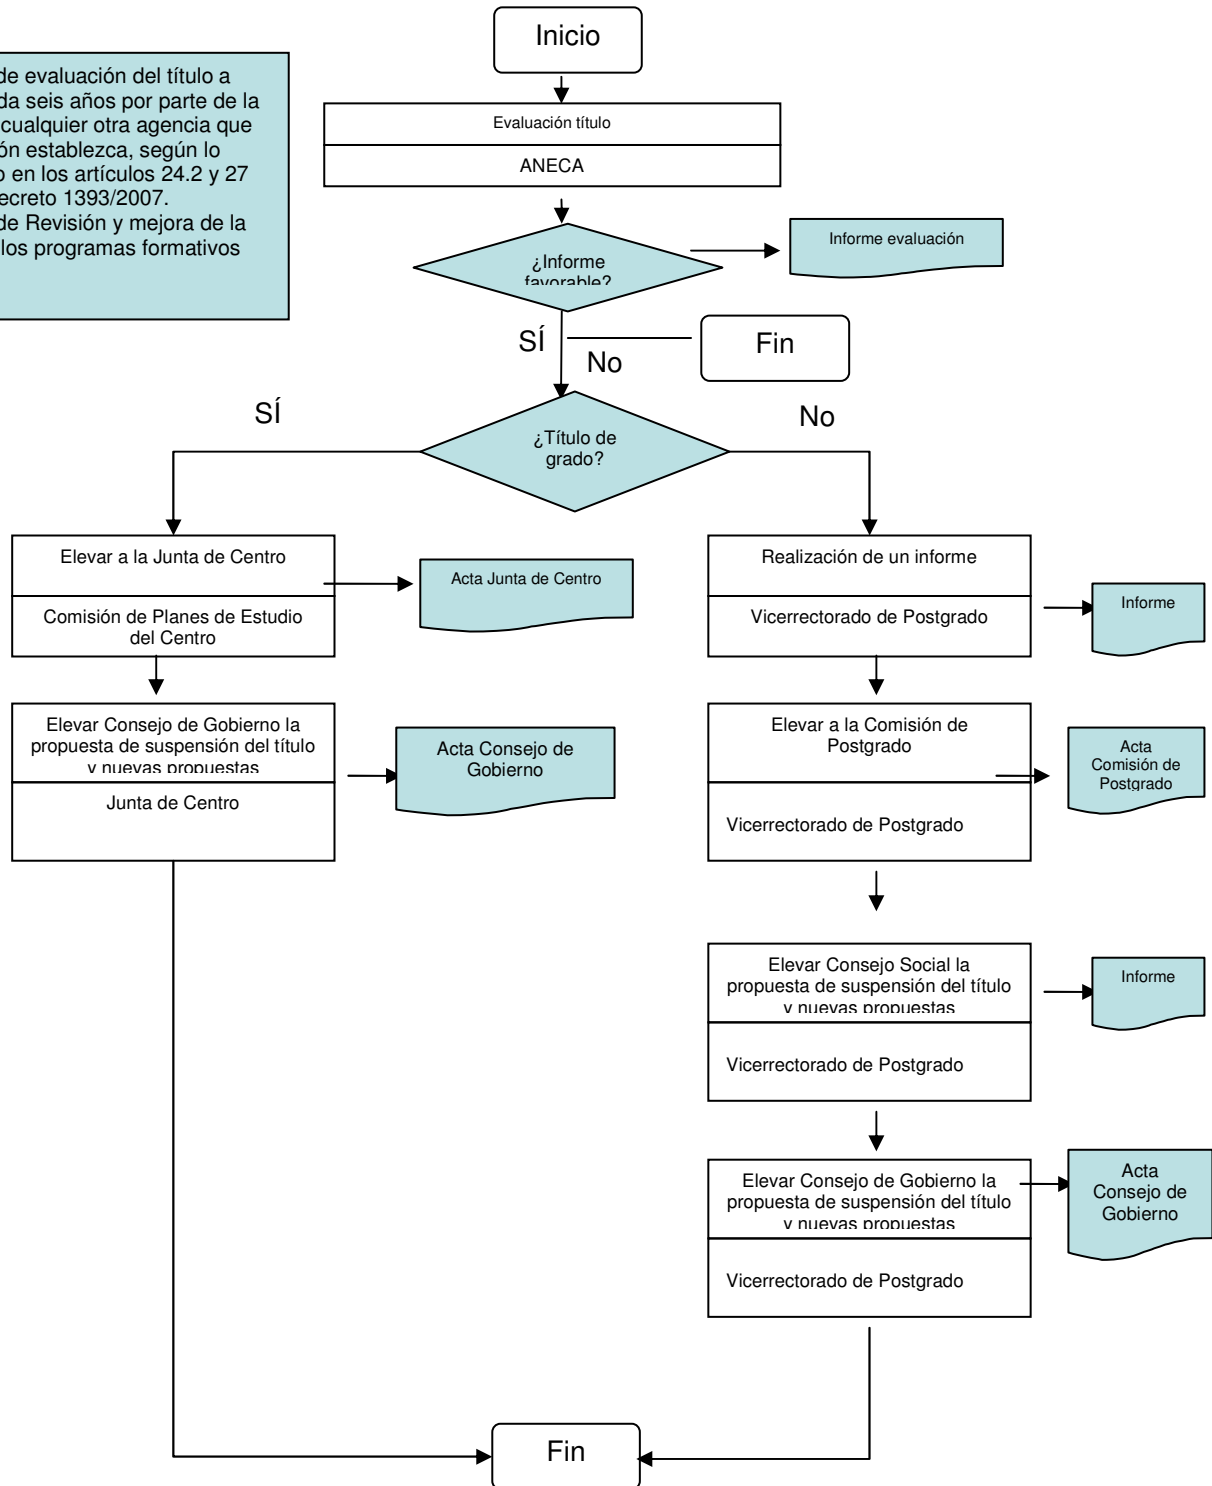 Inicio
de evaluación del título a
da seis años por parte de la
cualquier otra agencia que
ón establezca, según lo
o en los artículos 24.2 y 27
ecreto 1393/2007.
de Revisión y mejora de la
los programas formativos
Evaluación título
ANECA
¿Informe
favorable?
Informe evaluación
SÍ
No
Fin
SÍ
No
¿Título de
grado?
Elevar a la Junta de Centro
Comisión de Planes de Estudio
del Centro
Acta Junta de Centro
Realización de un informe
Vicerrectorado de Postgrado
Informe
Elevar Consejo de Gobierno la
propuesta de suspensión del título
y nuevas propuestas
Junta de Centro
Acta Consejo de
Gobierno
Elevar a la Comisión de
Postgrado
Vicerrectorado de Postgrado
Acta
Comisión de
Postgrado
Elevar Consejo Social la
propuesta de suspensión del título
y nuevas propuestas
Vicerrectorado de Postgrado
Informe
Elevar Consejo de Gobierno la
propuesta de suspensión del título
y nuevas propuestas
Vicerrectorado de Postgrado
Acta
Consejo de
Gobierno
Fin